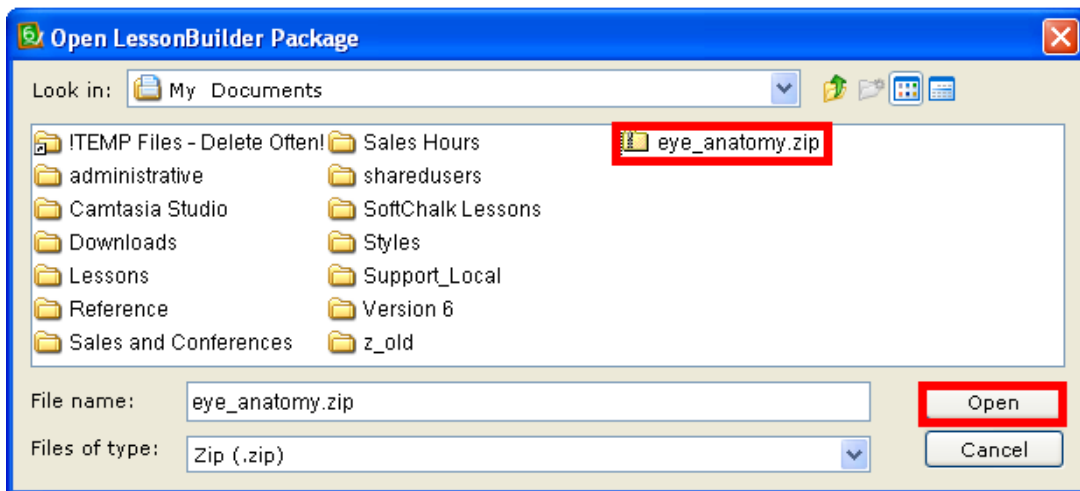 Open LessonBuilder Package
Look in: My Documents
!TEMP Files - Delete Often! Sales Hours eye_anatomy.zip
administrative sharedusers
Camtasia Studio SoftChalk Lessons
Downloads Styles
Lessons Support_Local
Reference Version 6
Sales and Conferences z_old
File name: eye_anatomy.zip Open
Files of type: Zip (.zip) Cancel